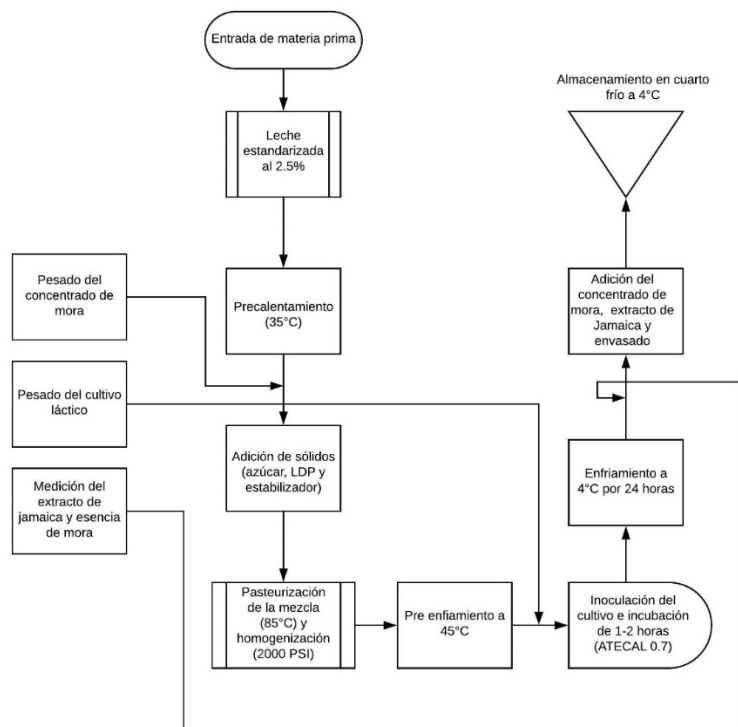 Entrada de materia prima
Leche
estandarizada
al 2.5%
Precalentamiento
(35°C)
Pesado del
concentrado de
mora
Pesado del cultivo
láctico
Medición del
extracto de
jamaica y esencia
de mora
Adición de sólidos
(azúcar, LDP y
estabilizador)
Pasteurización
de la mezcla
(85°C) y
homogenización
(2000 PSI)
Pre enfiamiento a
45°C
Inoculación del
cultivo e incubación
de 1-2 horas
(ATECAL 0.7)
Enfriamiento a
4°C por 24 horas
Adición del
concentrado de
mora, extracto de
Jamaica y
envasado
Almacenamiento en cuarto
frío a 4°C